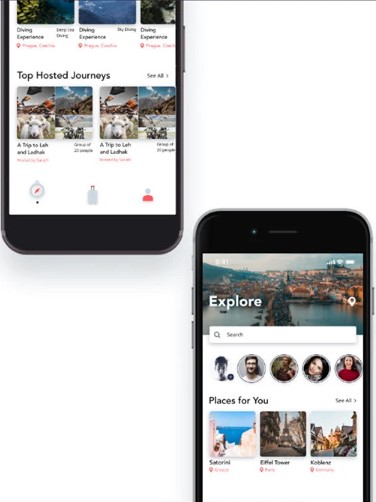 Diving
Experience
Deep Sea
Diving
Prague, Czechia
Diving
Experience
Sky Diving
Prague, Czechia
Diving
Experience
Prague, Czechia
Top Hosted Journeys
See All >
A Trip to Leh
and Ladhak
Group of
20 people
Hosted by Sarah
A Trip to Leh
and Ladhak
Group of
20 people
Hosted by Sarah
9:41
Explore
Search
Places for You
See All >
Satorini
Greece
Eiffel Tower
Paris
Koblenz
Germany